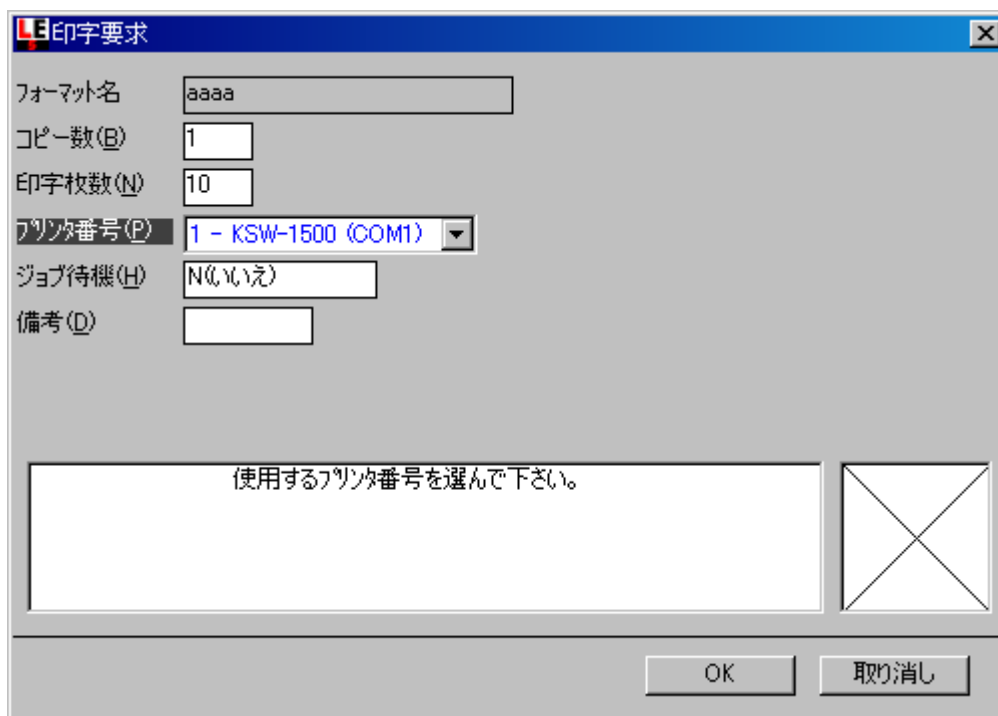 LE印字要求
フォーマット名 aaaa
コピー数(B) 1
印字枚数(N) 10
プリンタ番号(P) 1 - KSW-1500 (COM1)
ジョブ待機(H) N(いいえ)
備考(D)
使用するプリンタ番号を選んで下さい。
OK 取り消し